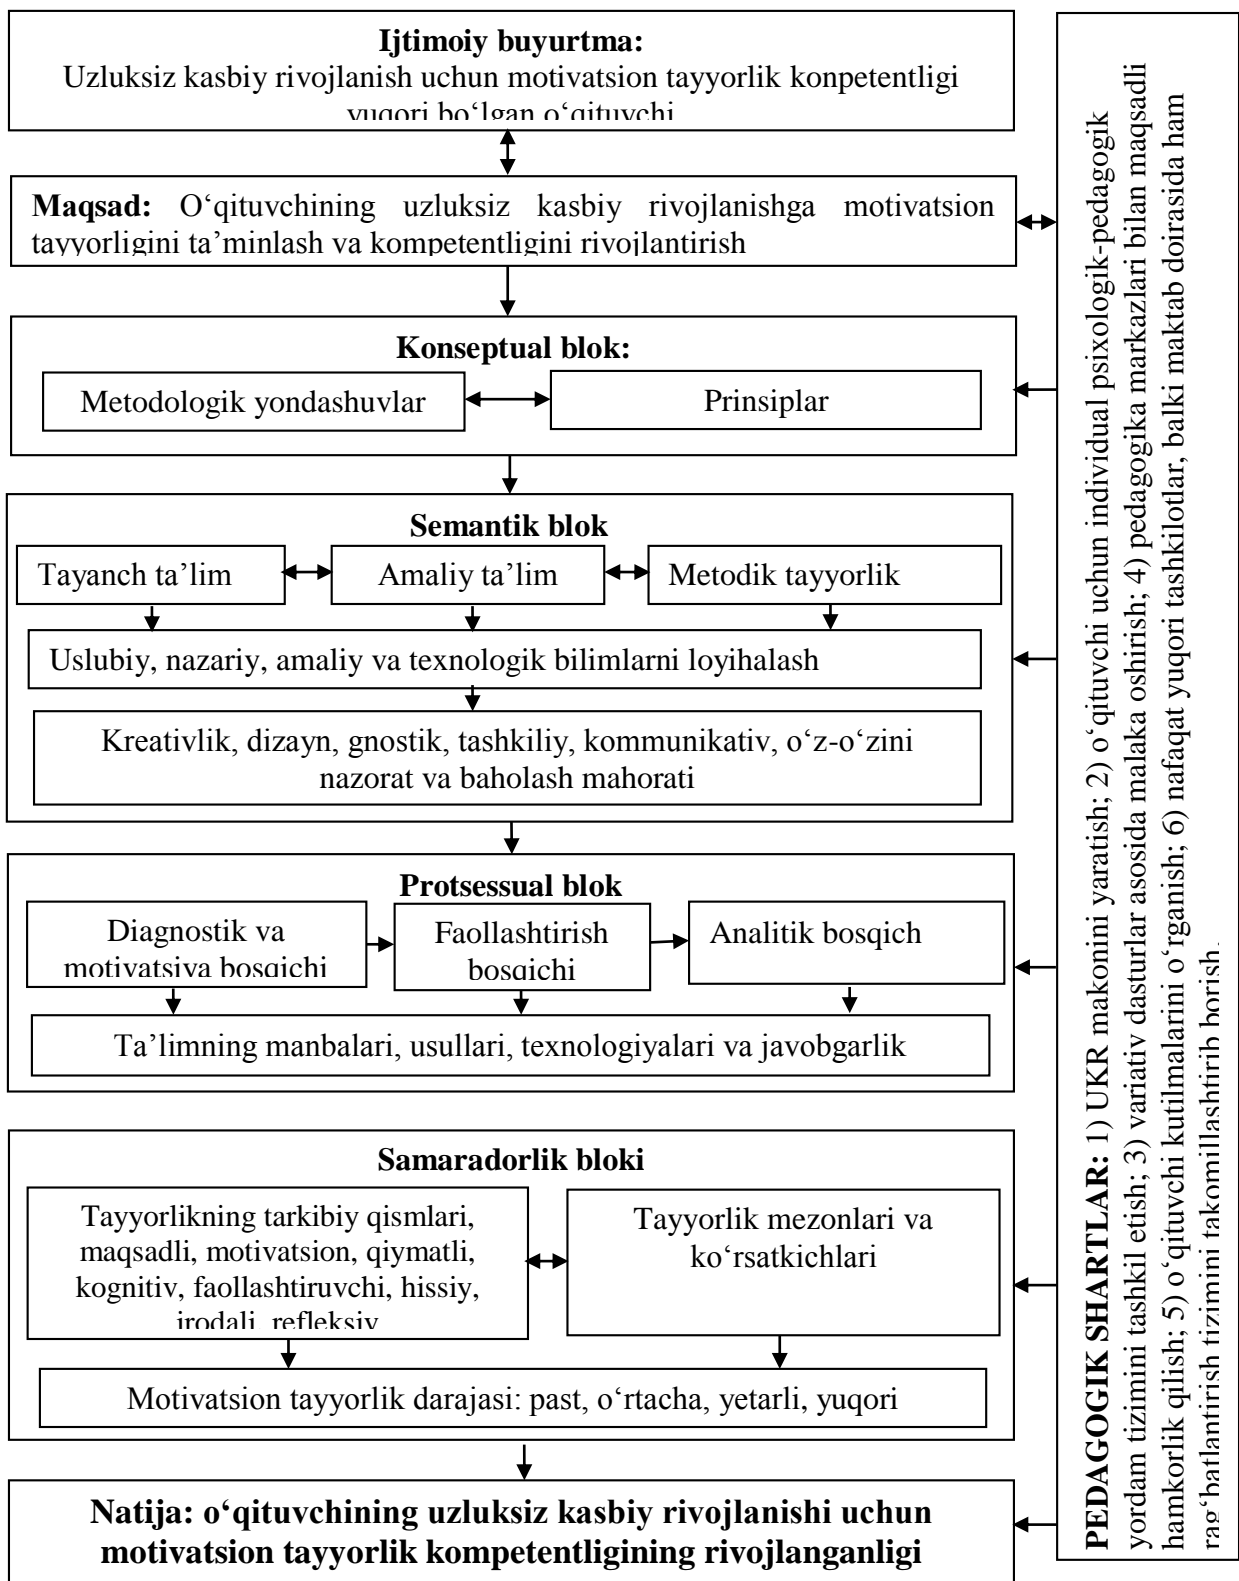 Ijtimoiy buyurtma:
Uzluksiz kasbiy rivojlanish uchun motivatsion tayyorlik konpetentligi
yuqori bo‘lgan o‘qituvchi
Maqsad: O‘qituvchining uzluksiz kasbiy rivojlanishga motivatsion
tayyorligini ta’minlash va kompetentligini rivojlantirish
Konseptual blok:
Metodologik yondashuvlar
Prinsiplar
Semantik blok
Tayanch ta’lim
Amaliy ta’lim
Metodik tayyorlik
Uslubiy, nazariy, amaliy va texnologik bilimlarni loyihalash
Kreativlik, dizayn, gnostik, tashkiliy, kommunikativ, o‘z-o‘zini
nazorat va baholash mahorati
Protsessual blok
Diagnostik va
motivatsiya bosqichi
Faollashtirish
bosqichi
Analitik bosqich
Ta’limning manbalari, usullari, texnologiyalari va javobgarlik
Samaradorlik bloki
Tayyorlikning tarkibiy qismlari,
maqsadli, motivatsion, qiymatli,
kognitiv, faollashtiruvchi, hissiy,
irodali, refleksiv
Tayyorlik mezonlari va
ko‘rsatkichlari
Motivatsion tayyorlik darajasi: past, o‘rtacha, yetarli, yuqori
Natija: o‘qituvchining uzluksiz kasbiy rivojlanishi uchun
motivatsion tayyorlik kompetentligining rivojlanganligi
PEDAGOGIK SHARTLAR: 1) UKR makonini yaratish; 2) o‘qituvchi uchun individual psixologik-pedagogik
yordam tizimini tashkil etish; 3) variativ dasturlar asosida malaka oshirish; 4) pedagogika markazlari bilan maqsadli
hamkorlik qilish; 5) o‘qituvchi kutilmalarini o‘rganish; 6) nafaqat yuqori tashkilotlar, balki maktab doirasida ham
rag‘batlantirish tizimini takomillashtirib borish.